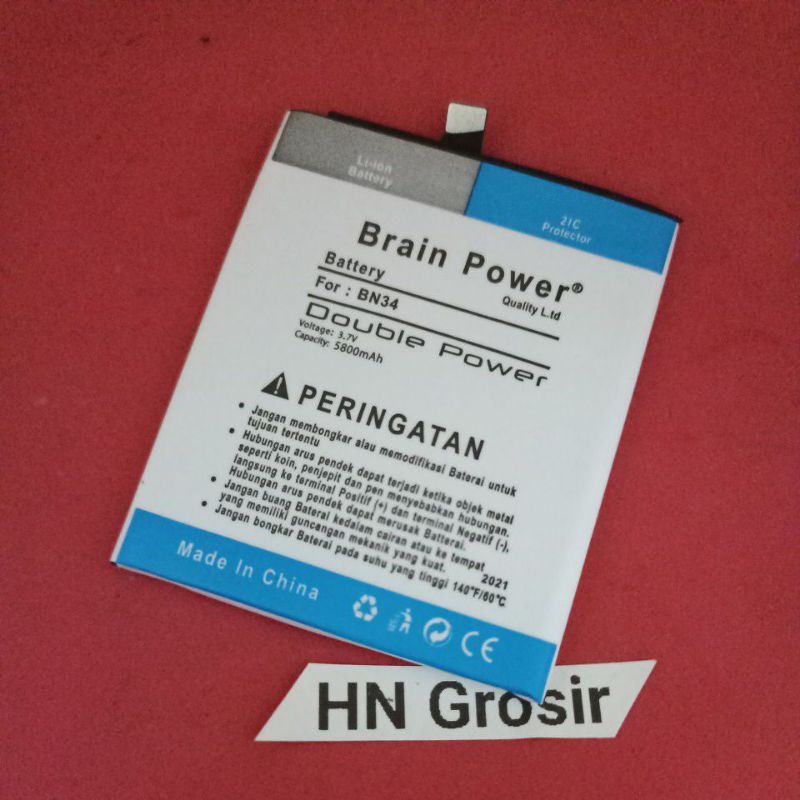 Li-ion
Battery
2IC
Protector
Brain Power®
Battery
Quality L.td
For : BN34
Double Power
Voltage: 3.7V
Capacity: 5800mAh
PERINGATAN
• Jangan membongkar alau memodifikasi Baterai untuk
tujuan tertentu
• Hubungan arus pendek dapat terjadi ketika objek metal
seperti koin, penjepit dan pen menyebabkan hubungan.
langsung ke terminal Positif (+) dan terminal Negatif (-),
Hubungan arus pendek dapat merusak Batterai.
• Jangan buang Baterai kedalam cairan atau ke tempat
yang memiliki guncangan mekanik yang kuat.
• Jangan bongkar Baterai pada suhu yang tinggi 140°F/60°C
2021
Made In China
CE
HN Grosir